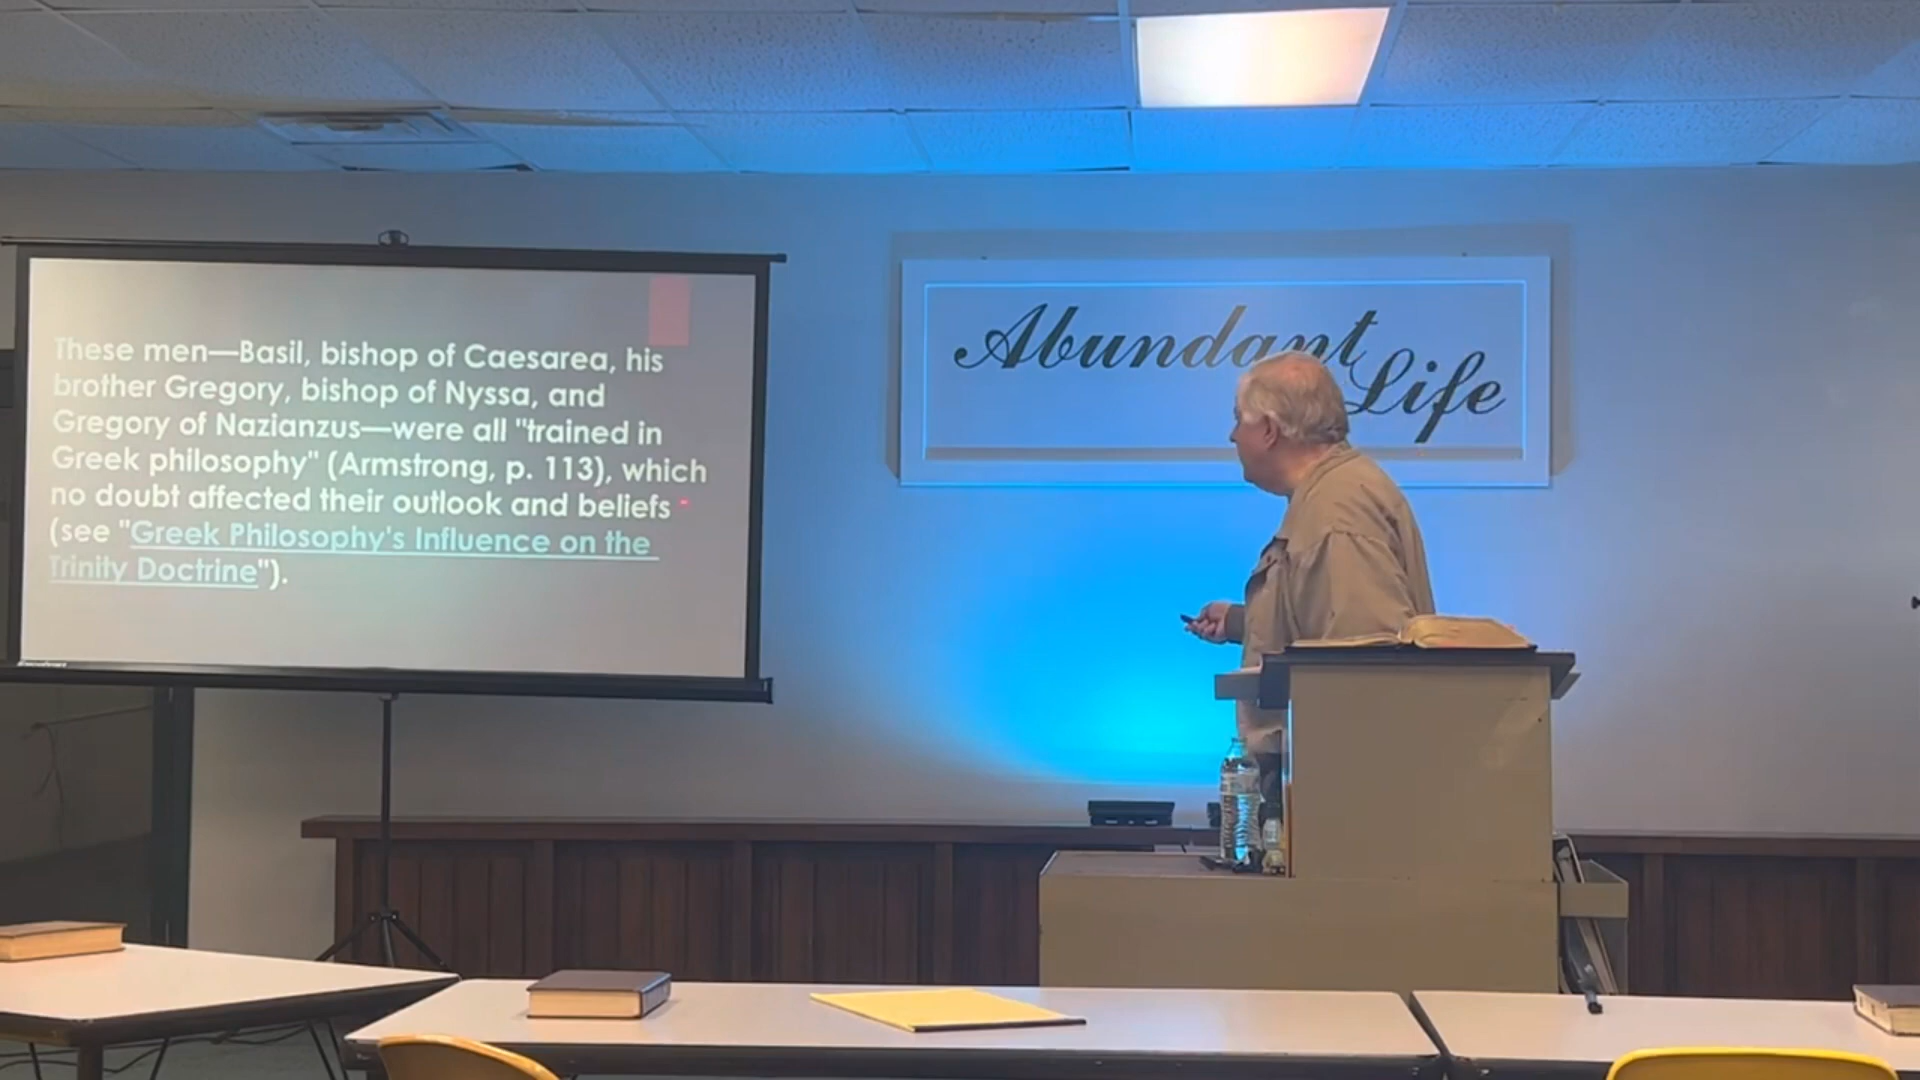 These men—Basil, bishop of Caesarea, his
brother Gregory, bishop of Nyssa, and
Gregory of Nazianzus—were all "trained in
Greek philosophy" (Armstrong, p. 113), which
no doubt affected their outlook and beliefs
(see "Greek Philosophy's Influence on the
Trinity Doctrine").
Abundant
Life